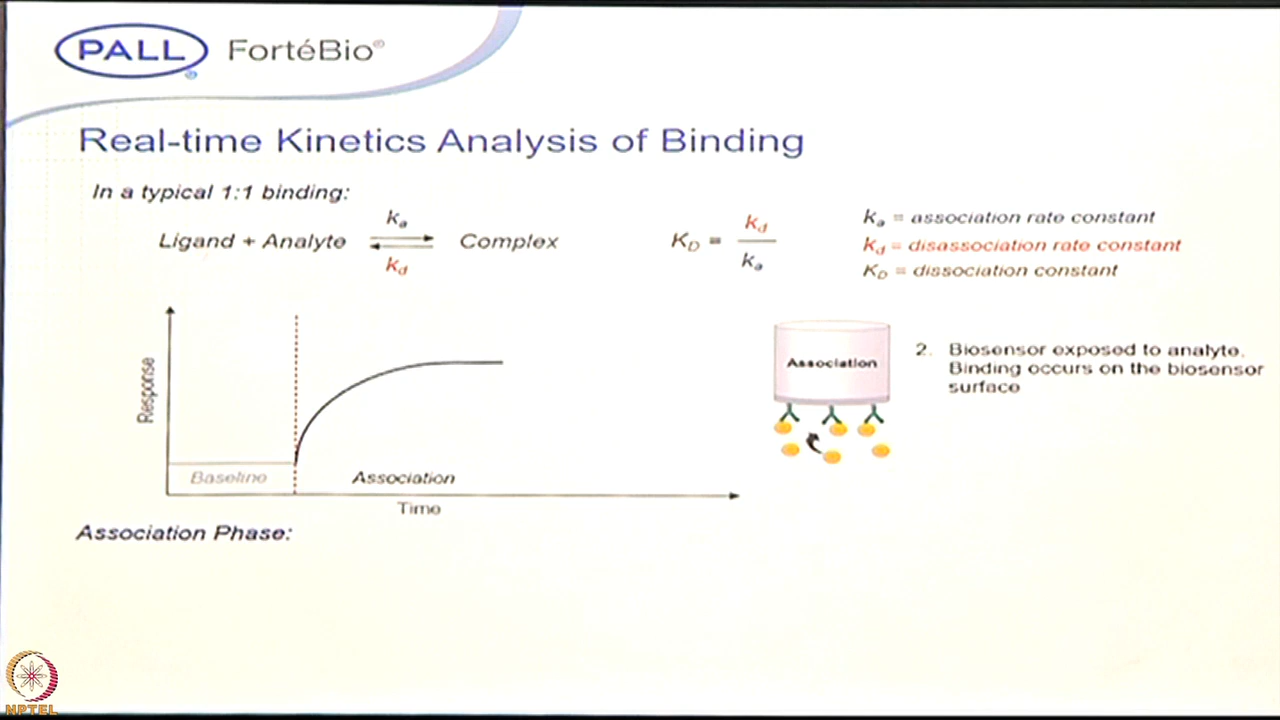 PALL ® FortéBio®
Real-time Kinetics Analysis of Binding
In a typical 1:1 binding:
Ligand + Analyte ka kd Complex
KD = kd / ka
ka = association rate constant
kd = disassociation rate constant
KD = dissociation constant
Response
Baseline
Association
Time
Association
2. Biosensor exposed to analyte.
Binding occurs on the biosensor
surface
Association Phase:
NPTEL